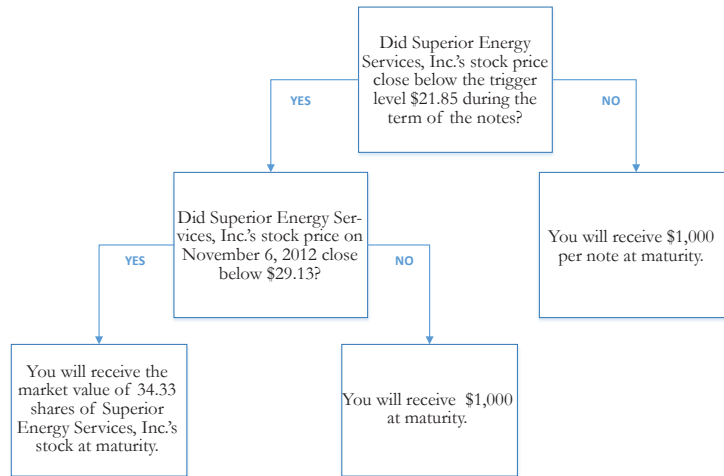 Did Superior Energy
Services, Inc.'s stock price
close below the trigger
level $21.85 during the
term of the notes?
YES
NO
Did Superior Energy Ser-
vices, Inc.'s stock price on
November 6, 2012 close
below $29.13?
You will receive $1,000
per note at maturity.
YES
NO
You will receive the
market value of 34.33
shares of Superior
Energy Services, Inc.'s
stock at maturity.
You will receive $1,000
at maturity.